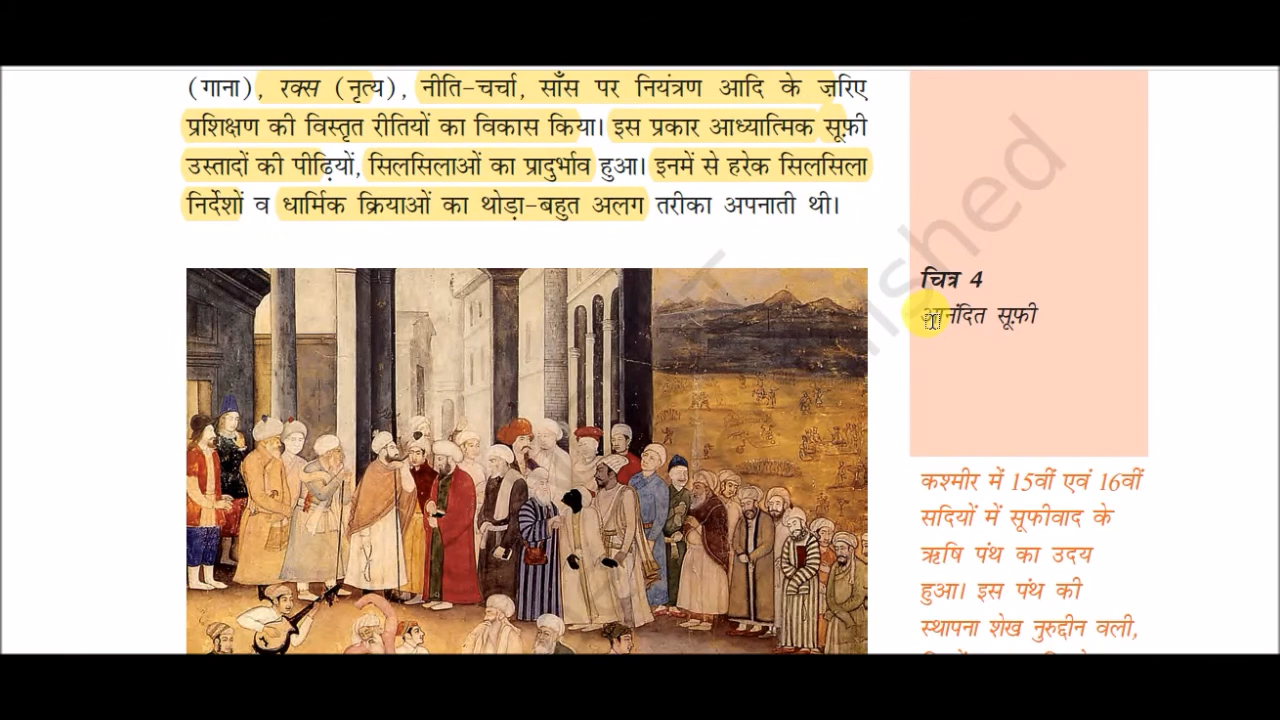 (गाना), रक्स (नृत्य), नीति-चर्चा, साँस पर नियंत्रण आदि के ज़रिए
प्रशिक्षण की विस्तृत रीतियों का विकास किया। इस प्रकार आध्यात्मिक सूफ़ी
उस्तादों की पीढ़ियों, सिलसिलाओं का प्रादुर्भाव हुआ। इनमें से हरेक सिलसिला
निर्देशों व धार्मिक क्रियाओं का थोड़ा-बहुत अलग तरीका अपनाती थी।
चित्र 4
आनंदित सूफ़ी
कश्मीर में 15वीं एवं 16वीं
सदियों में सूफीवाद के
ऋषि पंथ का उदय
हुआ। इस पंथ की
स्थापना शेख नुरुद्दीन वली,